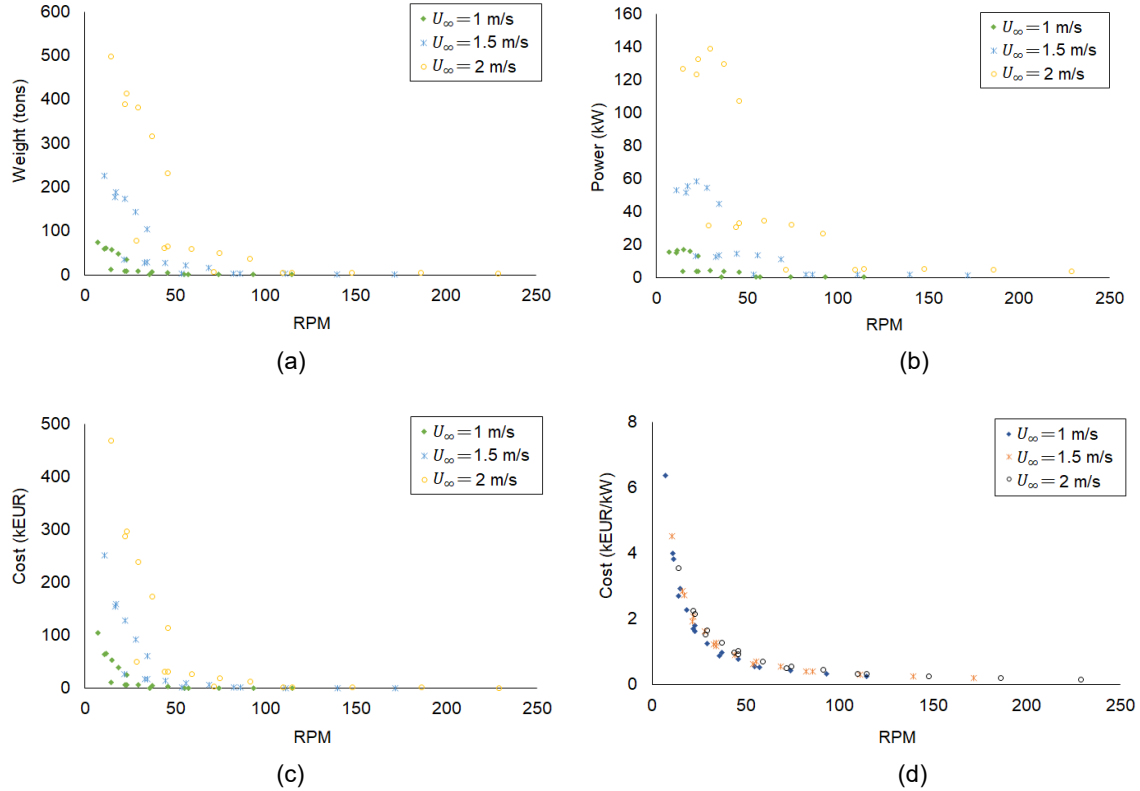 600
500
400
300
200
100
0
Weight (tons)
0 50 100 150 200 250
RPM
U∞=1 m/s
U∞=1.5 m/s
U∞=2 m/s
(a)
160
140
120
100
80
60
40
20
0
Power (kW)
0 50 100 150 200 250
RPM
U∞=1 m/s
U∞=1.5 m/s
U∞=2 m/s
(b)
500
400
300
200
100
0
Cost (kEUR)
0 50 100 150 200 250
RPM
U∞=1 m/s
U∞=1.5 m/s
U∞=2 m/s
(c)
8
6
4
2
0
Cost (kEUR/kW)
0 50 100 150 200 250
RPM
U∞=1 m/s
U∞=1.5 m/s
U∞=2 m/s
(d)